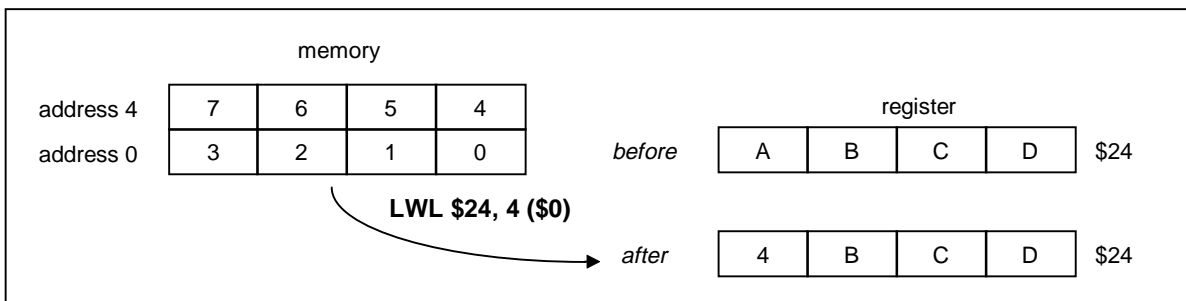 memory
address 4 7 6 5 4
register
address 0 3 2 1 0
before A B C D $24
LWL $24, 4 ($0)
after 4 B C D $24